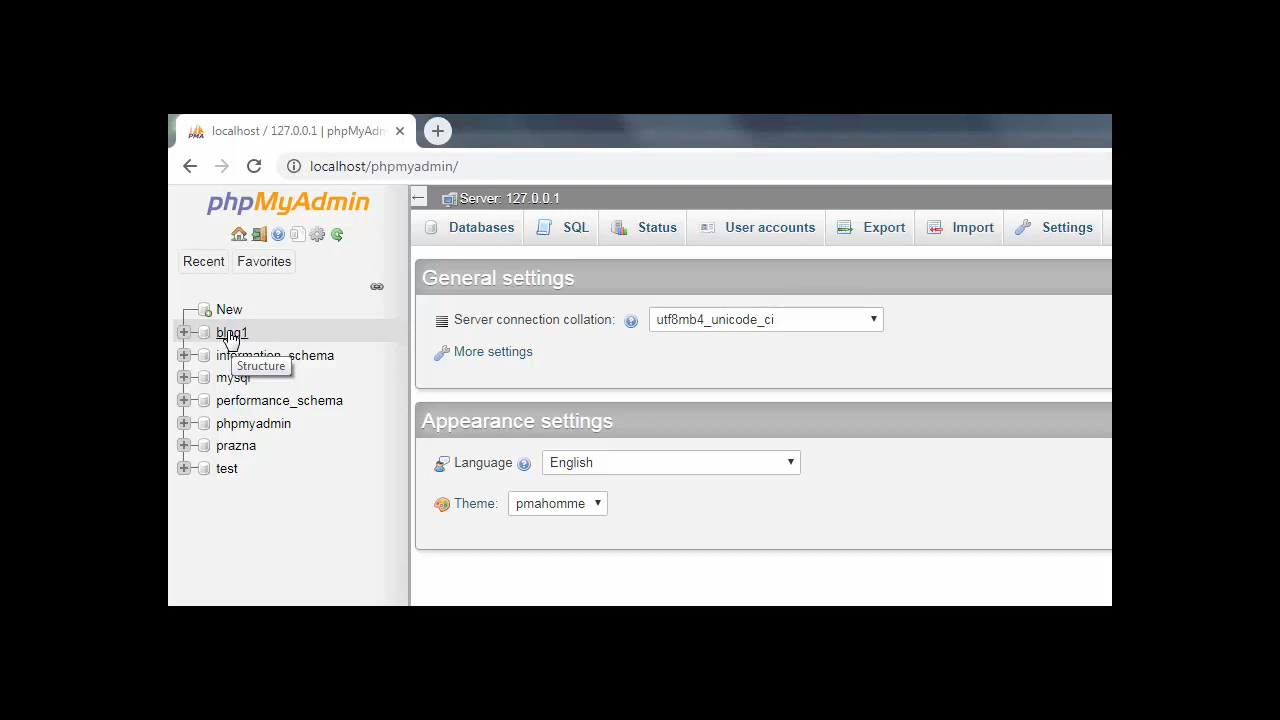 localhost / 127.0.0.1 | phpMyAdm
localhost/phpmyadmin/
phpMyAdmin
Recent Favorites
New
blog1
information_schema
Structure
mysql
performance_schema
phpmyadmin
prazna
test
Server: 127.0.0.1
Databases SQL Status User accounts Export Import Settings
General settings
Server connection collation: utf8mb4_unicode_ci
More settings
Appearance settings
Language English
Theme: pmahomme